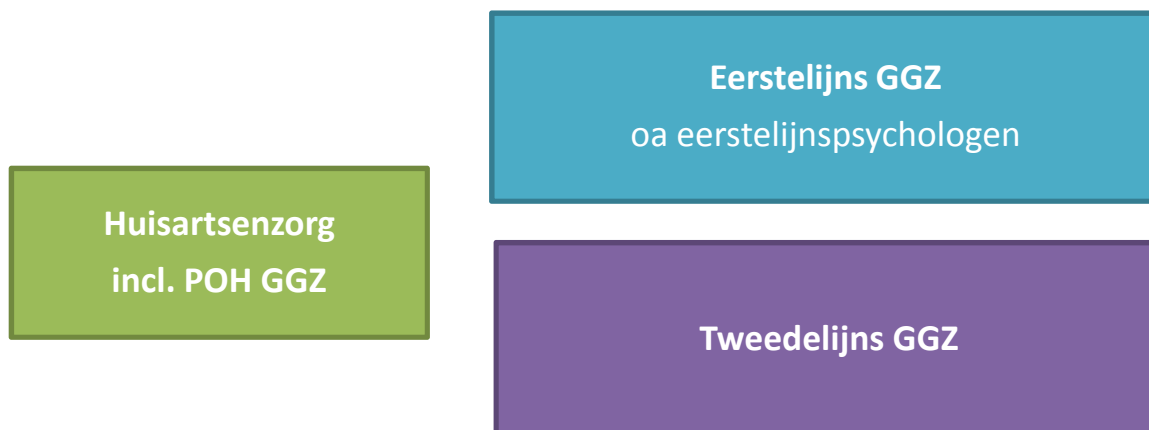 Eerstelijns GGZ
oa eerstelijnspsychologen
Huisartsenzorg
incl. POH GGZ
Tweedelijns GGZ